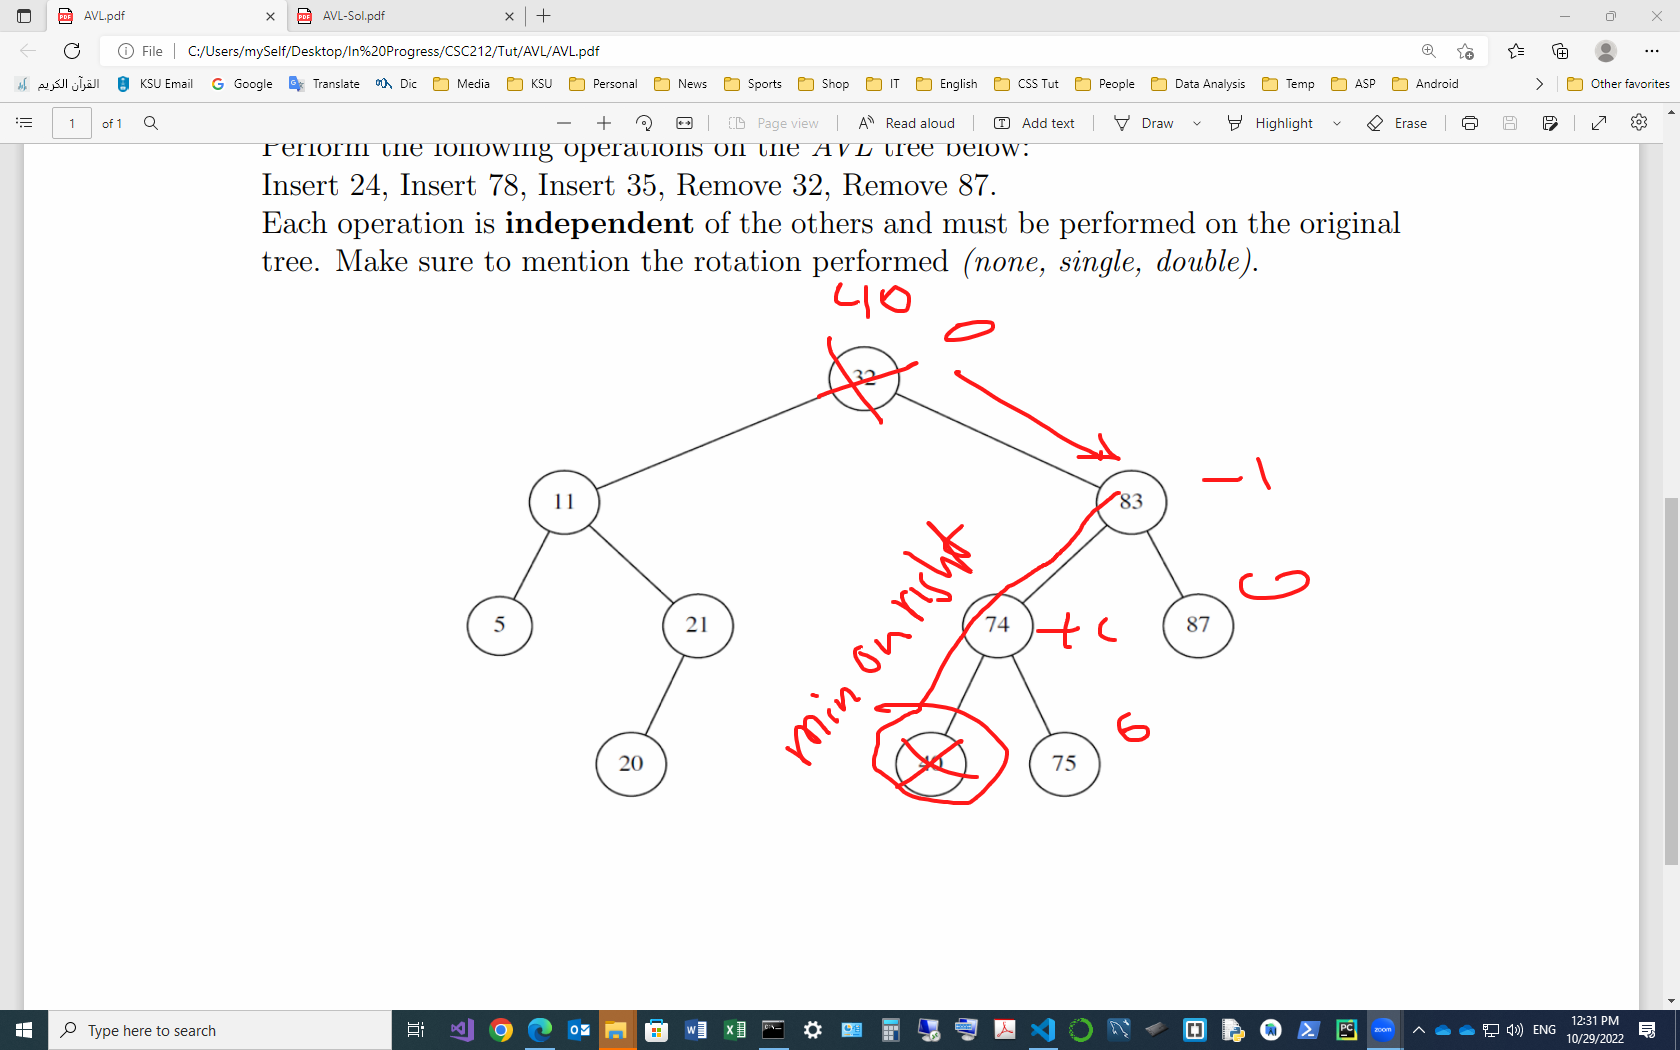 AVL.pdf
AVL-Sol.pdf
File
C:/Users/mySelf/Desktop/In%20Progress/CSC212/Tut/AVL/AVL.pdf
القرآن الكريم KSU Email Google Translate Dic Media KSU Personal News Sports Shop IT English CSS Tut People Data Analysis Temp ASP Android Other favorites
1 of 1 Page view Read aloud Add text Draw Highlight Erase
Perform the following operations on the AVL tree below:
Insert 24, Insert 78, Insert 35, Remove 32, Remove 87.
Each operation is independent of the others and must be performed on the original
tree. Make sure to mention the rotation performed (none, single, double).
40
0
32
11
83
-1
5
21
74
87
0
min on right
20
40
75
Type here to search
ENG
12:31 PM
10/29/2022
zoom